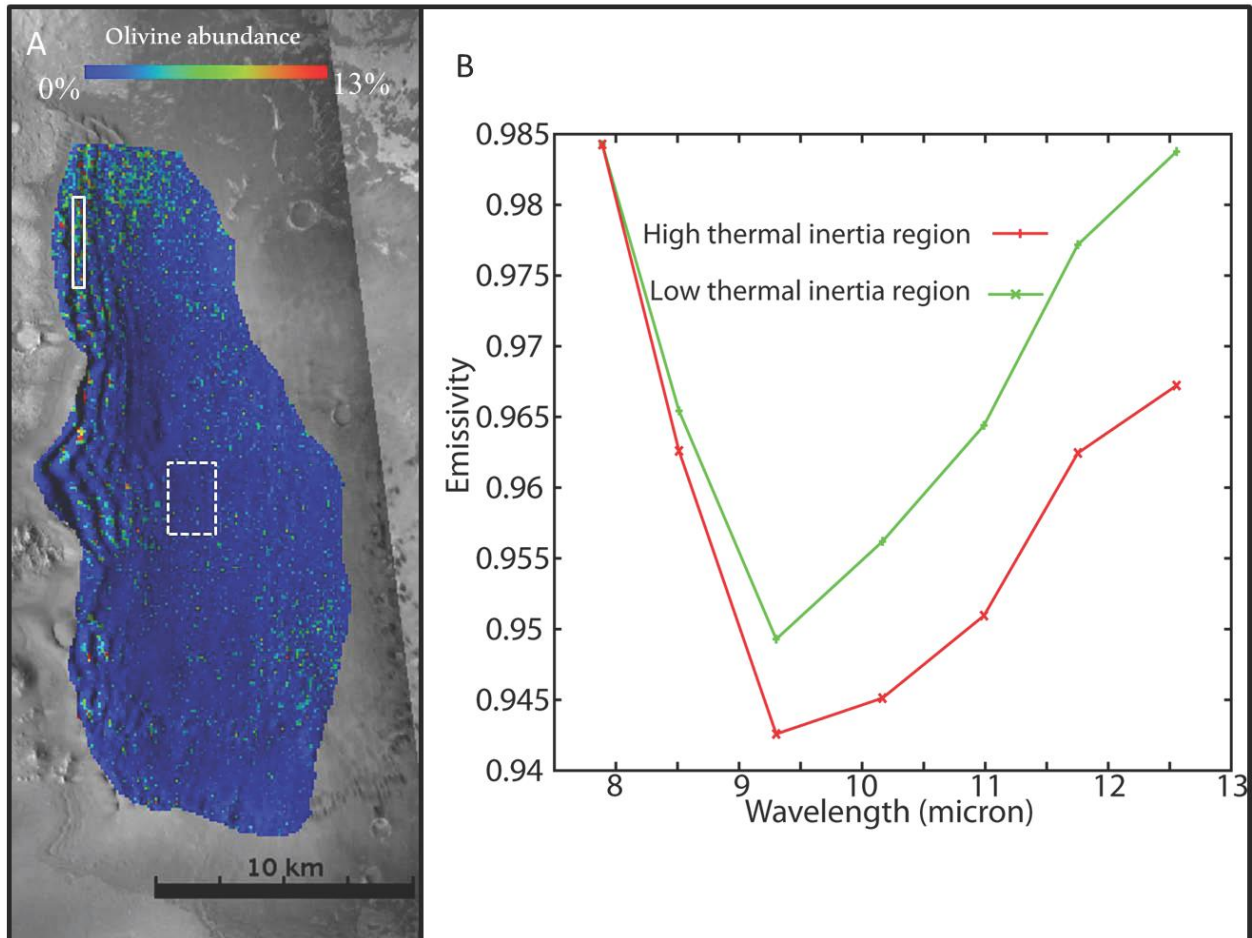 A
Olivine abundance
0% 13%
10 km
B
0.985
0.98
0.975
0.97
0.965
0.96
0.955
0.95
0.945
0.94
Emissivity
High thermal inertia region
Low thermal inertia region
8 9 10 11 12 13
Wavelength (micron)